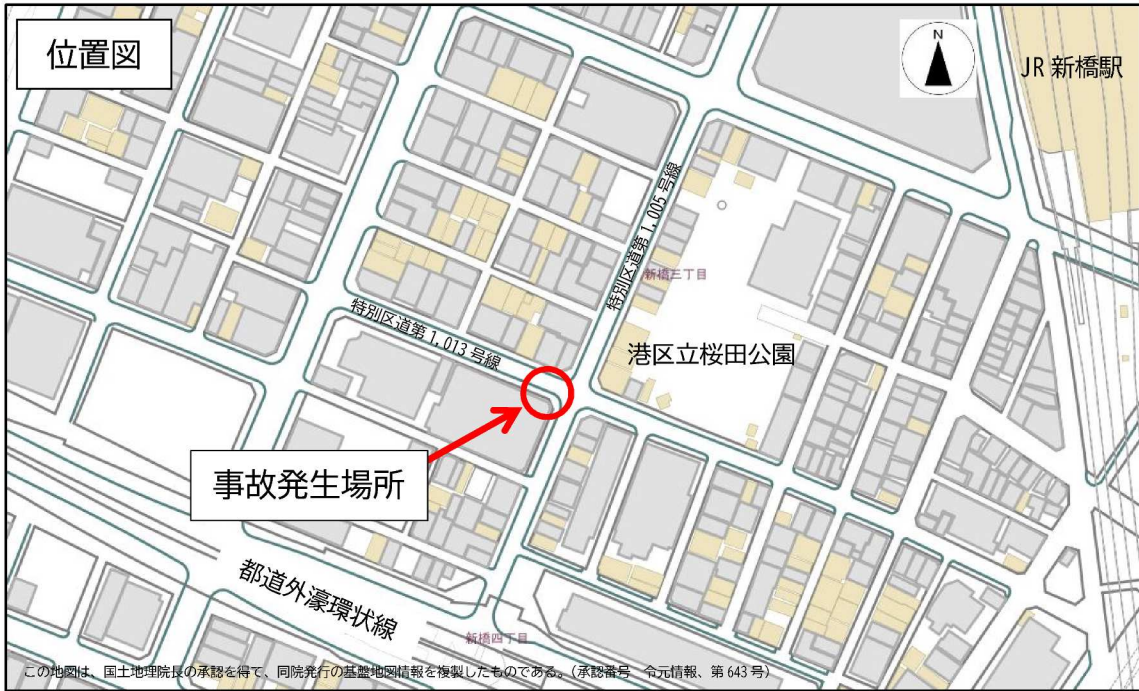 位置図
N
JR 新橋駅
特別区道第 1,005 号線
新橋三丁目
特別区道第 1,013 号線
港区立桜田公園
事故発生場所
都道外濠環状線
新橋四丁目
この地図は、国土地理院長の承認を得て、同院発行の基盤地図情報を複製したものである。（承認番号　令元情報、第 643 号）